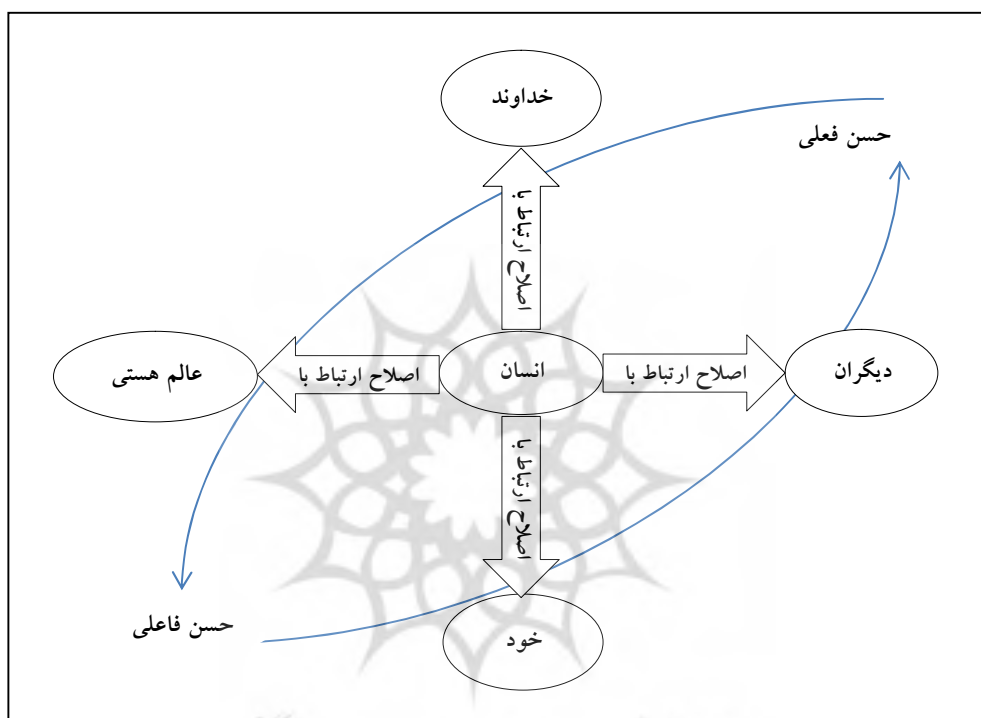 خداوند
حسن فعلی
اصلاح ارتباط با
دیگران
اصلاح ارتباط با
انسان
اصلاح ارتباط با
عالم هستی
اصلاح ارتباط با
حسن فاعلی
خود